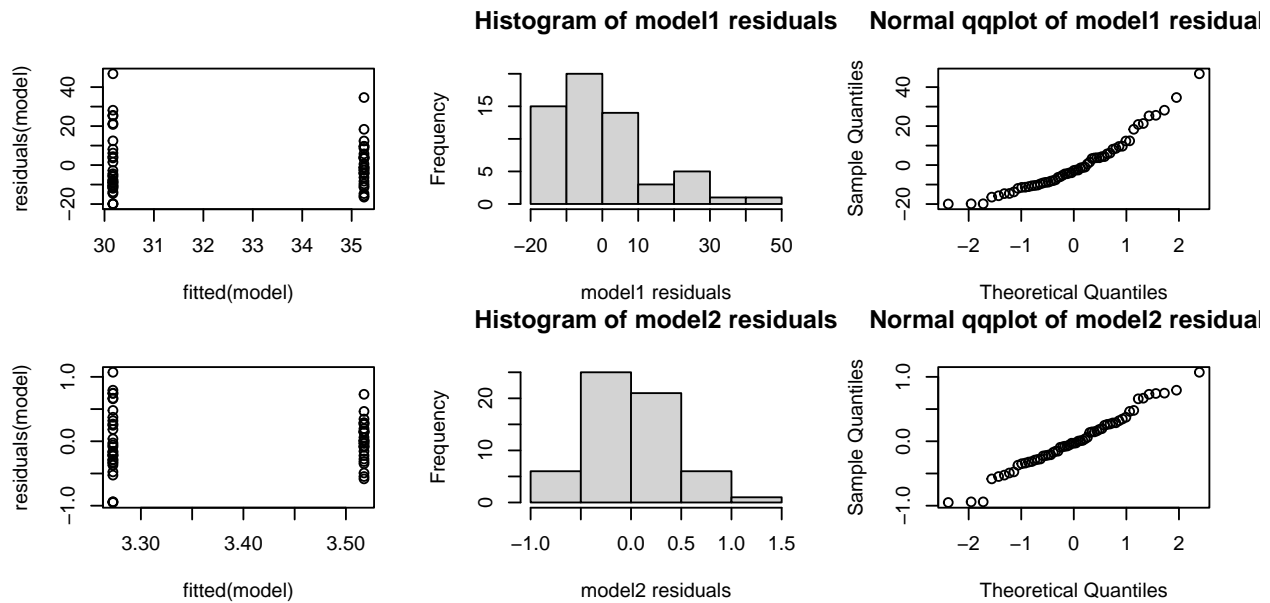 Histogram of model1 residuals
Normal qqplot of model1 residual
residuals(model)
−20 0 20 40
30 31 32 33 34 35
fitted(model)
Frequency
0 5 15
−20 0 10 30 50
model1 residuals
Sample Quantiles
−20 0 20 40
−2 −1 0 1 2
Theoretical Quantiles
Histogram of model2 residuals
Normal qqplot of model2 residual
residuals(model)
−1.0 0.0 1.0
3.30 3.40 3.50
fitted(model)
Frequency
0 10 20
−1.0 0.0 0.5 1.0 1.5
model2 residuals
Sample Quantiles
−1.0 0.0 1.0
−2 −1 0 1 2
Theoretical Quantiles